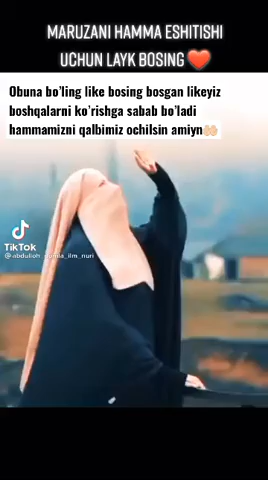 MARUZANI HAMMA ESHITISHI
UCHUN LAYK BOSING❤️
Obuna bo'ling like bosing bosgan likeyiz
boshqalarni ko'rishga sabab bo'ladi
hammamizni qalbimiz ochilsin amiyn🤲🏻
TikTok